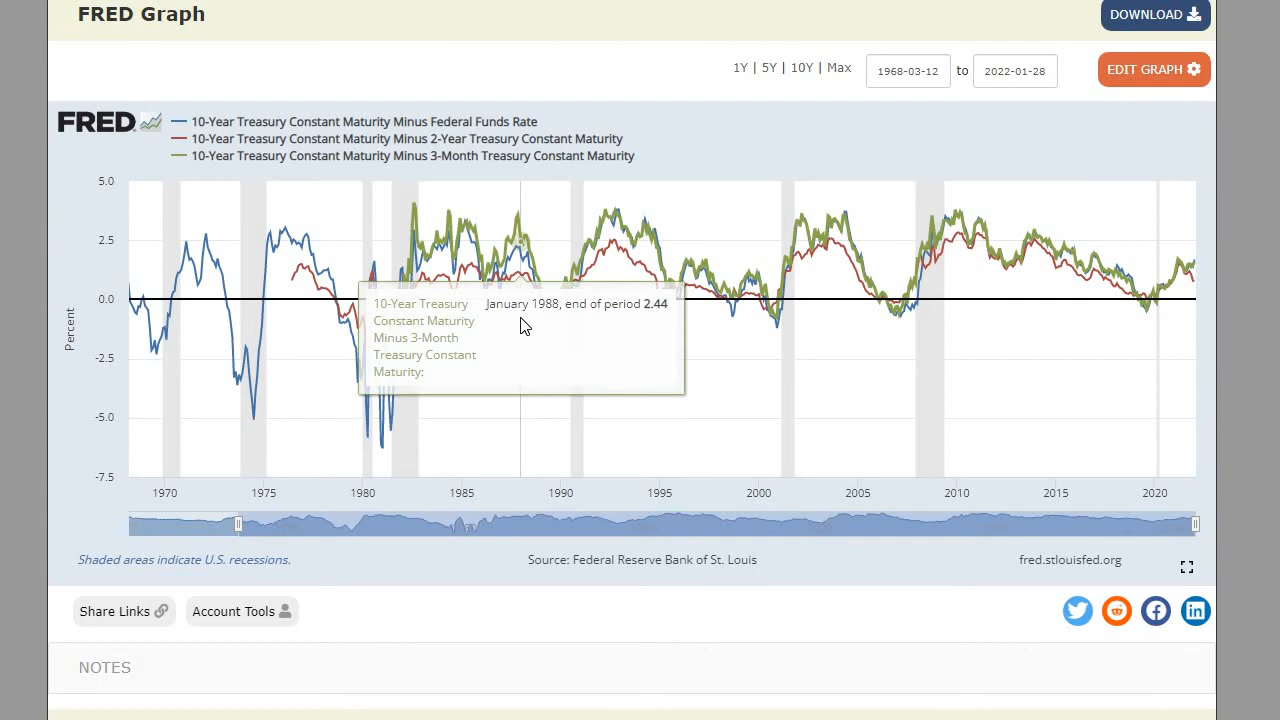 FRED Graph
DOWNLOAD
1Y | 5Y | 10Y | Max
1968-03-12 to 2022-01-28
EDIT GRAPH
FRED
10-Year Treasury Constant Maturity Minus Federal Funds Rate
10-Year Treasury Constant Maturity Minus 2-Year Treasury Constant Maturity
10-Year Treasury Constant Maturity Minus 3-Month Treasury Constant Maturity
Percent
5.0
2.5
0.0
-2.5
-5.0
-7.5
10-Year Treasury January 1988, end of period 2.44
Constant Maturity
Minus 3-Month
Treasury Constant
Maturity:
1970 1975 1980 1985 1990 1995 2000 2005 2010 2015 2020
Shaded areas indicate U.S. recessions. Source: Federal Reserve Bank of St. Louis fred.stlouisfed.org
Share Links Account Tools
NOTES